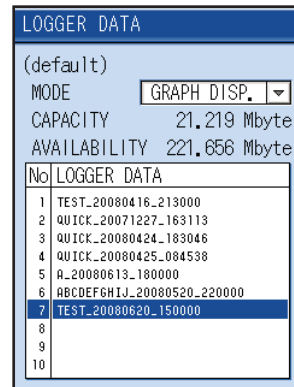 LOGGER DATA
(default)
MODE GRAPH DISP.
CAPACITY 21.219 Mbyte
AVAILABILITY 221.656 Mbyte
No LOGGER DATA
1 TEST_20080416_213000
2 QUICK_20071227_163113
3 QUICK_20080424_183046
4 QUICK_20080425_084538
5 A_20080613_180000
6 ABCDEFGHIJ_20080520_220000
7 TEST_20080620_150000
8
9
10